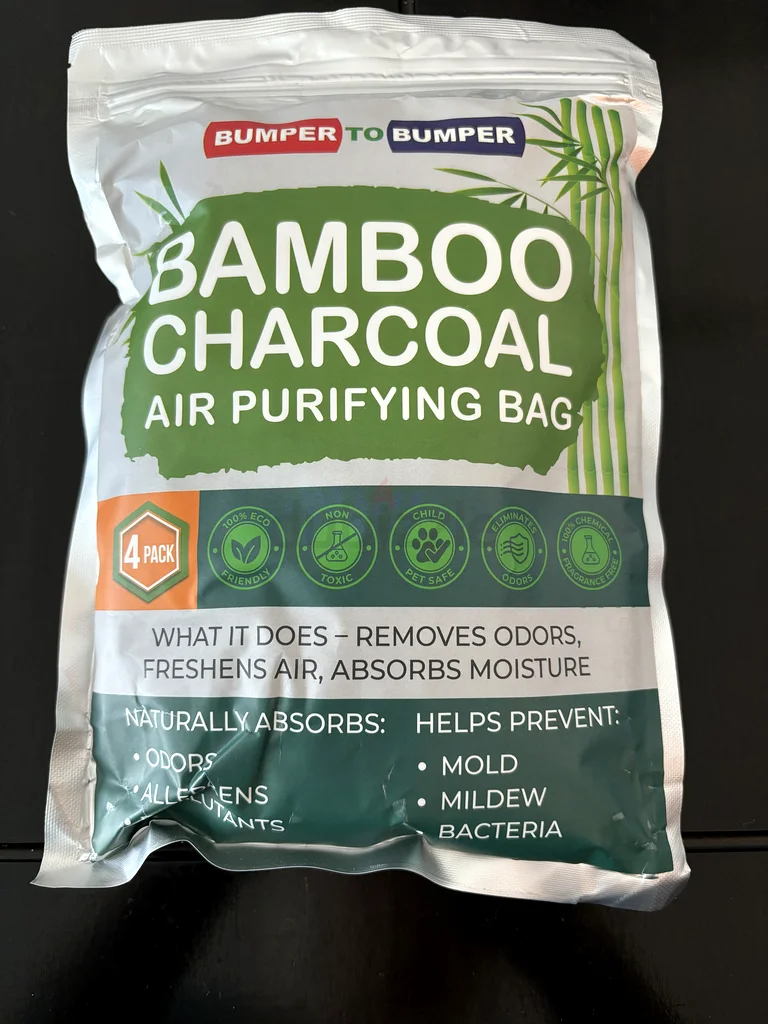 BUMPER TO BUMPER
BAMBOO
CHARCOAL
AIR PURIFYING BAG
4 PACK
100% ECO
FRIENDLY
NON
TOXIC
CHILD
PET SAFE
ELIMINATES
ODORS
100% CHEMICAL
FRAGRANCE FREE
WHAT IT DOES – REMOVES ODORS,
FRESHENS AIR, ABSORBS MOISTURE
NATURALLY ABSORBS:
• ODORS
HELPS PREVENT:
• MOLD
• MILDEW
BACTERIA